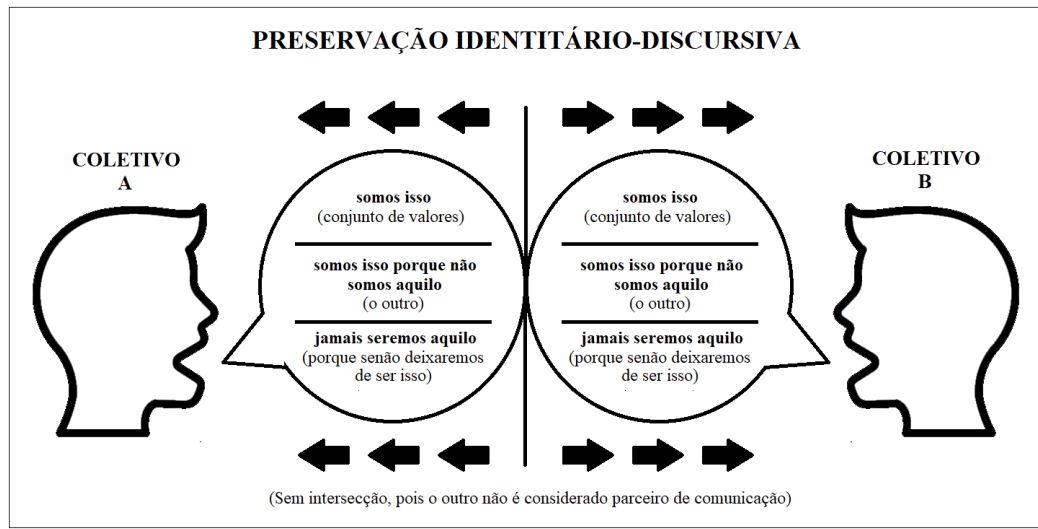 PRESERVAÇÃO IDENTITÁRIO-DISCURSIVA
COLETIVO
A
somos isso
(conjunto de valores)
somos isso porque não
somos aquilo
(o outro)
jamais seremos aquilo
(porque senão deixaremos
de ser isso)
somos isso
(conjunto de valores)
somos isso porque não
somos aquilo
(o outro)
jamais seremos aquilo
(porque senão deixaremos
de ser isso)
COLETIVO
B
(Sem intersecção, pois o outro não é considerado parceiro de comunicação)